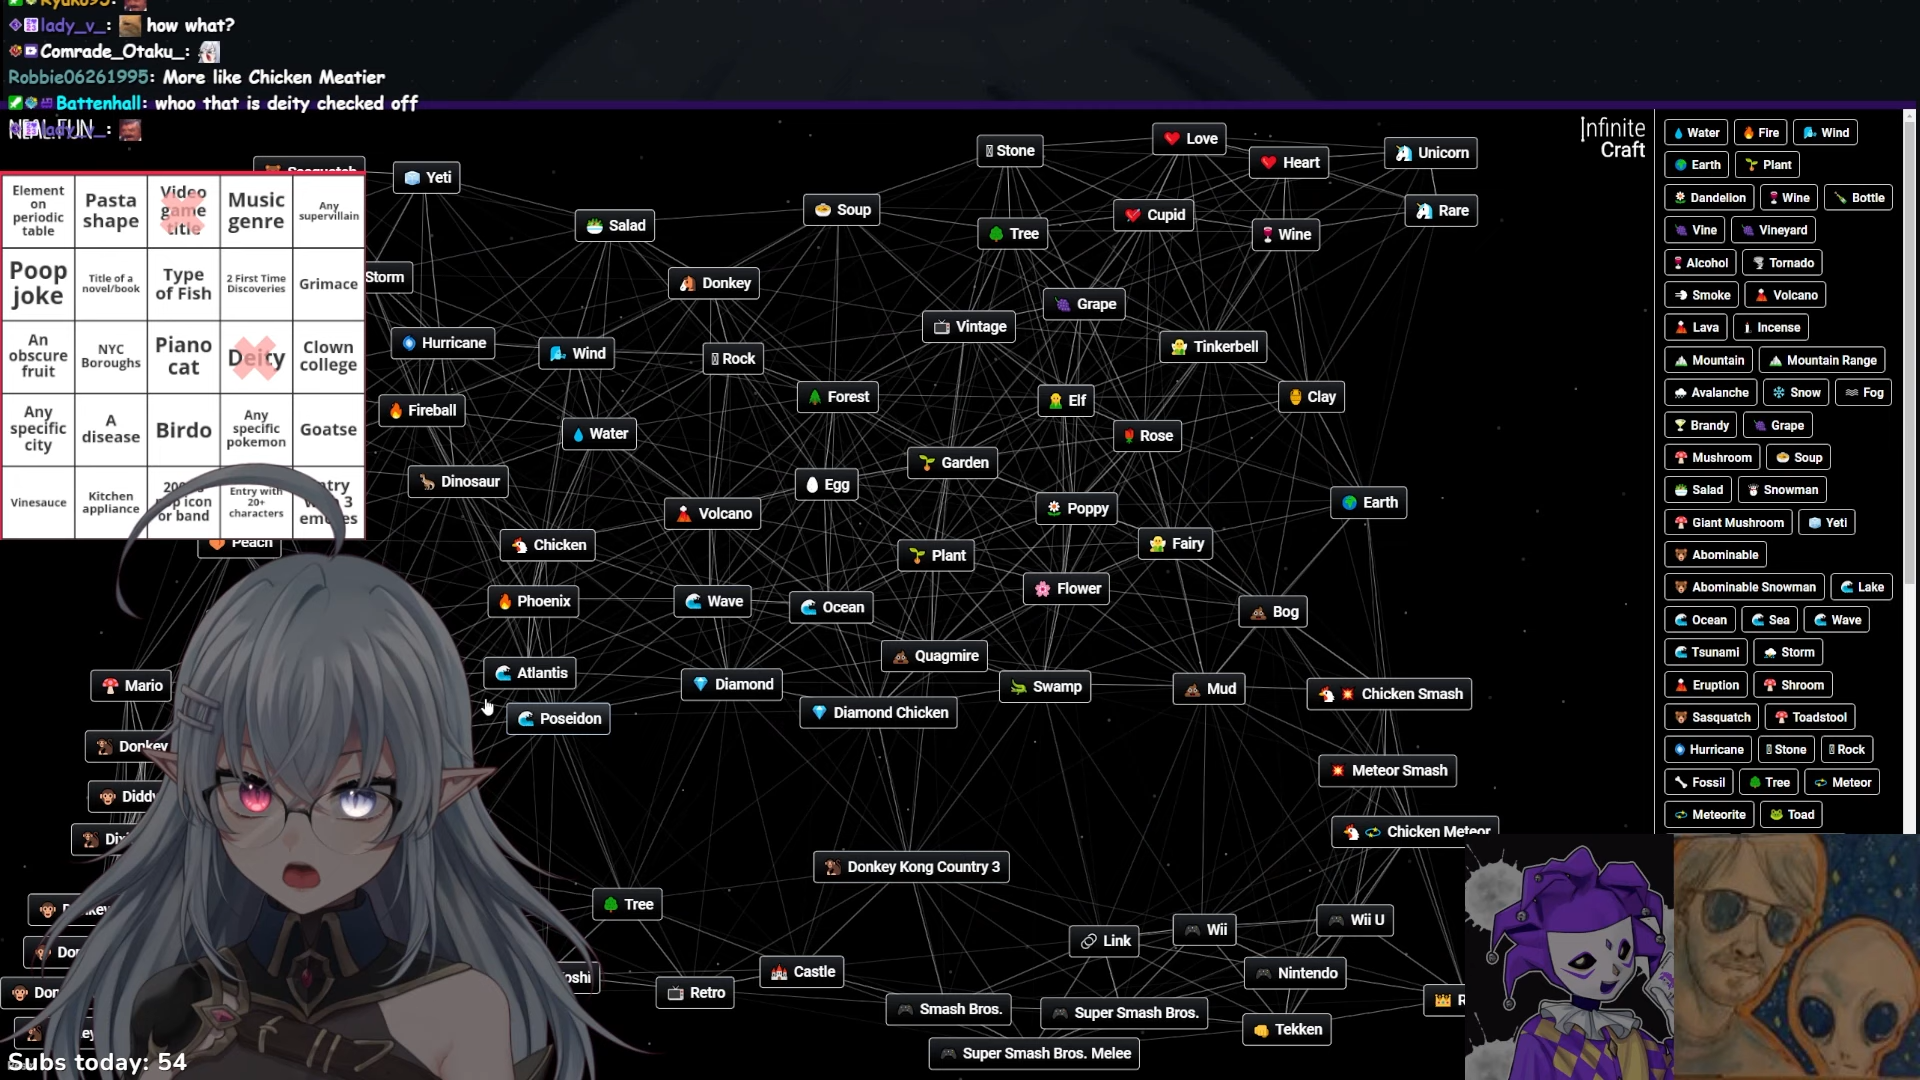 lady_v_: how what?
Comrade_Otaku_:
Robbie06261995: More like Chicken Meatier
Battenhall: whoo that is deity checked off
lady_v_:
NEAL.FUN
Infinite
Craft
Element
on
periodic
table
Pasta
shape
Video
game
title
Music
genre
Any
supervillain
Poop
joke
Title of a
novel/book
Type
of Fish
2 First Time
Discoveries
Grimace
An
obscure
fruit
NYC
Boroughs
Piano
cat
Deity
Clown
college
Any
specific
city
A
disease
Birdo
Any
specific
pokemon
Goatse
Vinesauce
Kitchen
appliance
or band
Entry with
20+
characters
Yeti
Salad
Soup
Stone
Love
Heart
Unicorn
Rare
Cupid
Tree
Wine
Storm
Donkey
Grape
Vintage
Hurricane
Wind
Rock
Tinkerbell
Fireball
Forest
Elf
Clay
Water
Rose
Garden
Dinosaur
Egg
Volcano
Poppy
Earth
Chicken
Plant
Fairy
Peach
Phoenix
Wave
Ocean
Flower
Bog
Quagmire
Atlantis
Diamond
Swamp
Mud
Chicken Smash
Mario
Poseidon
Diamond Chicken
Donkey
Meteor Smash
Chicken Meteor
Donkey Kong Country 3
Tree
Link
Wii
Wii U
Castle
Nintendo
Retro
Smash Bros.
Super Smash Bros.
Tekken
Super Smash Bros. Melee
Water Fire Wind
Earth Plant
Dandelion Wine Bottle
Vine Vineyard
Alcohol Tornado
Smoke Volcano
Lava Incense
Mountain Mountain Range
Avalanche Snow Fog
Brandy Grape
Mushroom Soup
Salad Snowman
Giant Mushroom Yeti
Abominable
Abominable Snowman Lake
Ocean Sea Wave
Tsunami Storm
Eruption Shroom
Sasquatch Toadstool
Hurricane Stone Rock
Fossil Tree Meteor
Meteorite Toad
Subs today: 54